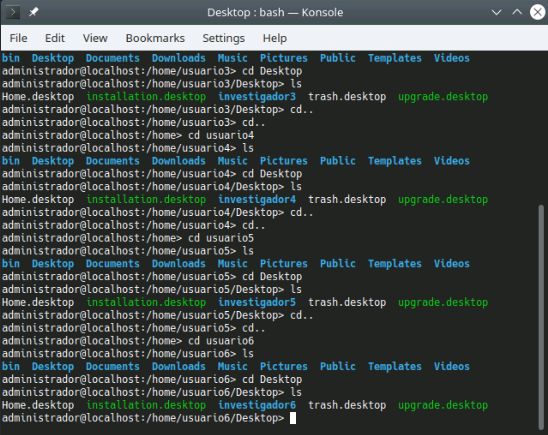 Desktop : bash — Konsole
File Edit View Bookmarks Settings Help
bin Desktop Documents Downloads Music Pictures Public Templates Videos
administrador@localhost:/home/usuario3> cd Desktop
administrador@localhost:/home/usuario3/Desktop> ls
Home.desktop installation.desktop investigador3 trash.desktop upgrade.desktop
administrador@localhost:/home/usuario3/Desktop> cd..
administrador@localhost:/home/usuario3> cd..
administrador@localhost:/home> cd usuario4
administrador@localhost:/home/usuario4> ls
bin Desktop Documents Downloads Music Pictures Public Templates Videos
administrador@localhost:/home/usuario4> cd Desktop
administrador@localhost:/home/usuario4/Desktop> ls
Home.desktop installation.desktop investigador4 trash.desktop upgrade.desktop
administrador@localhost:/home/usuario4/Desktop> cd..
administrador@localhost:/home/usuario4> cd..
administrador@localhost:/home> cd usuario5
administrador@localhost:/home/usuario5> ls
bin Desktop Documents Downloads Music Pictures Public Templates Videos
administrador@localhost:/home/usuario5> cd Desktop
administrador@localhost:/home/usuario5/Desktop> ls
Home.desktop installation.desktop investigador5 trash.desktop upgrade.desktop
administrador@localhost:/home/usuario5/Desktop> cd..
administrador@localhost:/home/usuario5> cd..
administrador@localhost:/home> cd usuario6
administrador@localhost:/home/usuario6> ls
bin Desktop Documents Downloads Music Pictures Public Templates Videos
administrador@localhost:/home/usuario6> cd Desktop
administrador@localhost:/home/usuario6/Desktop> ls
Home.desktop installation.desktop investigador6 trash.desktop upgrade.desktop
administrador@localhost:/home/usuario6/Desktop>